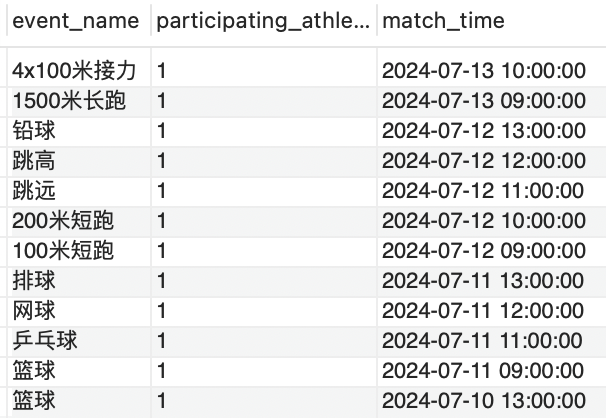 event_name participating_athle... match_time
4x100米接力 1 2024-07-13 10:00:00
1500米长跑 1 2024-07-13 09:00:00
铅球 1 2024-07-12 13:00:00
跳高 1 2024-07-12 12:00:00
跳远 1 2024-07-12 11:00:00
200米短跑 1 2024-07-12 10:00:00
100米短跑 1 2024-07-12 09:00:00
排球 1 2024-07-11 13:00:00
网球 1 2024-07-11 12:00:00
乒乓球 1 2024-07-11 11:00:00
篮球 1 2024-07-11 09:00:00
篮球 1 2024-07-10 13:00:00